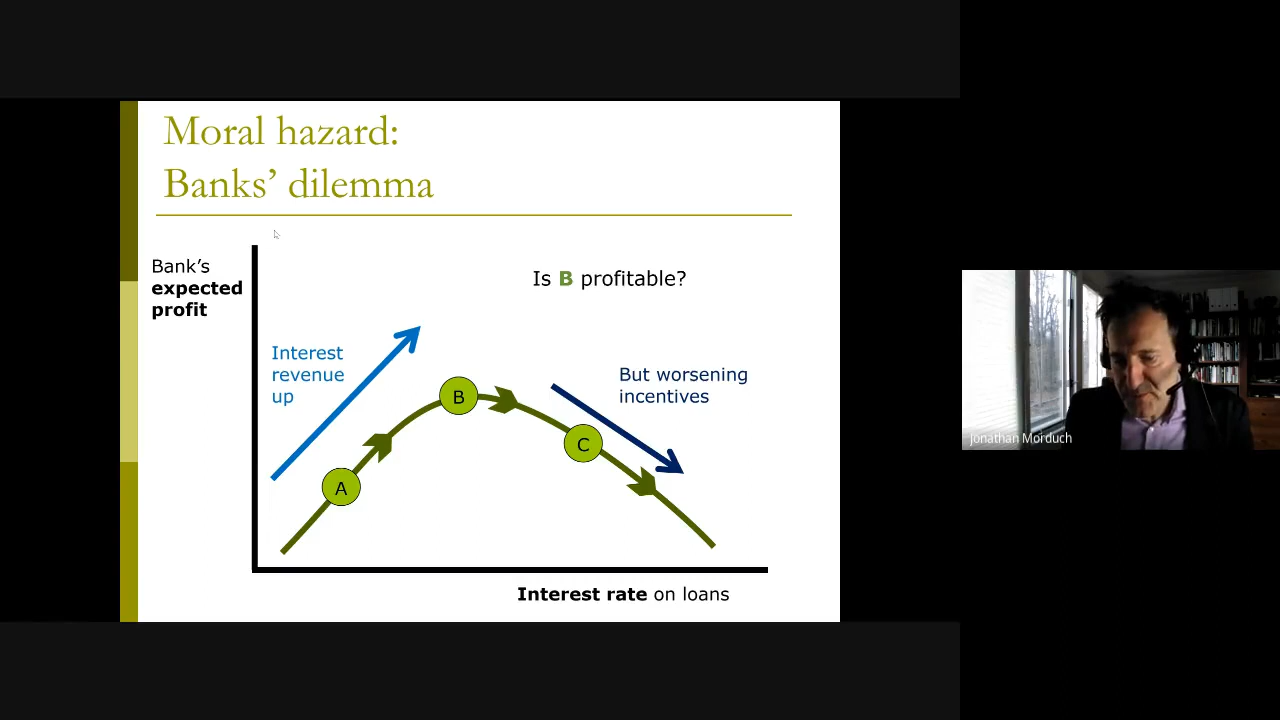 Moral hazard:
Banks’ dilemma
Bank’s
expected
profit
Is B profitable?
Interest
revenue
up
But worsening
incentives
B
C
A
Interest rate on loans
Jonathan Morduch